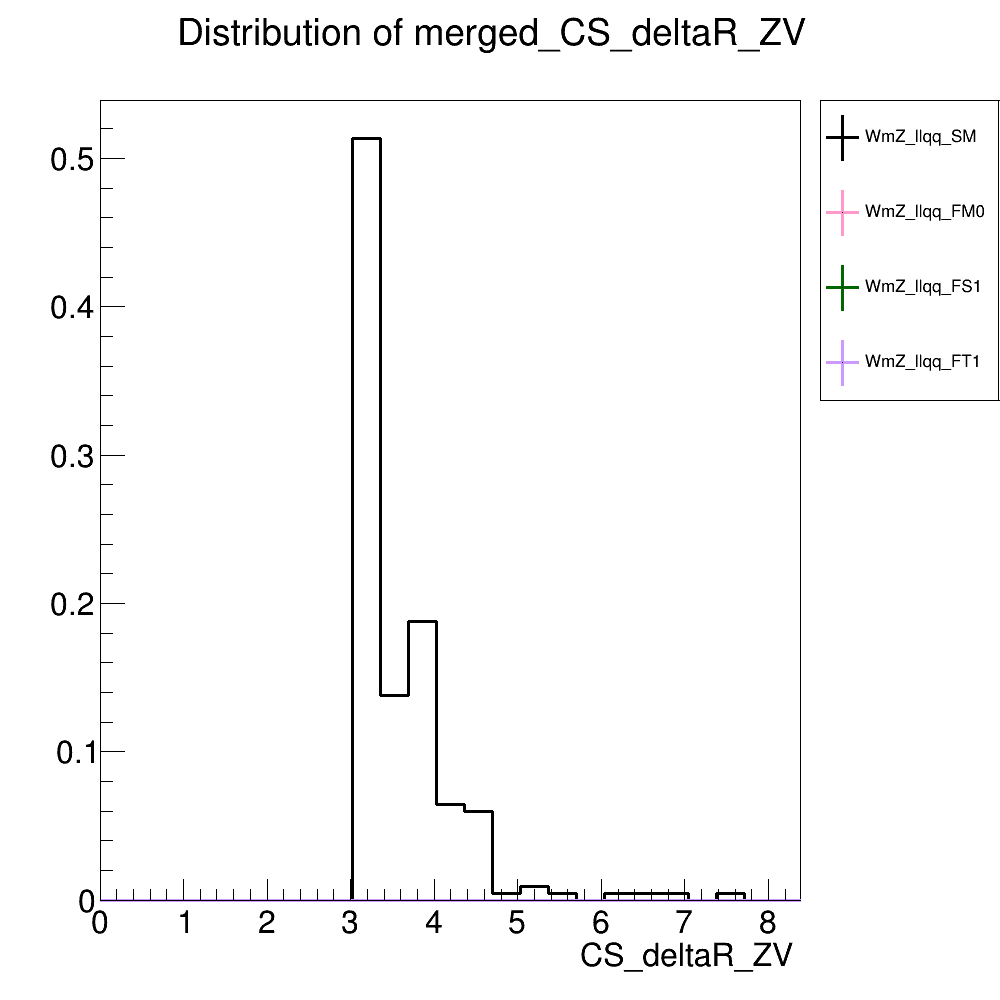 Distribution of merged_CS_deltaR_ZV
0.5
0.4
0.3
0.2
0.1
0
0 1 2 3 4 5 6 7 8
CS_deltaR_ZV
WmZ_llqq_SM
WmZ_llqq_FM0
WmZ_llqq_FS1
WmZ_llqq_FT1